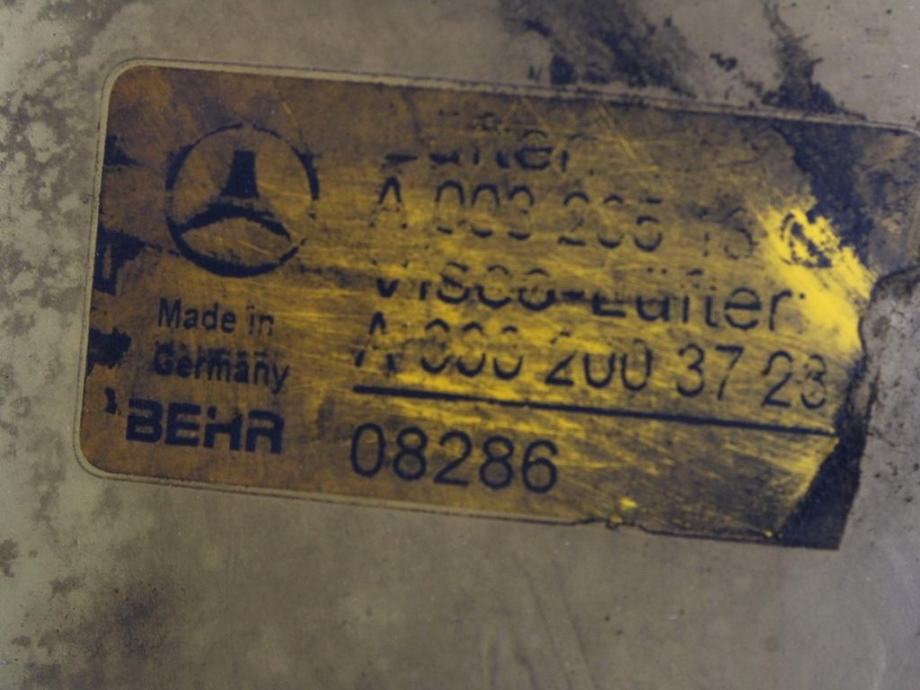 Made in
Germany
BEHR
Lüfter
A 003 205
Visco-Lüfter:
A 000 200 37 23
08286